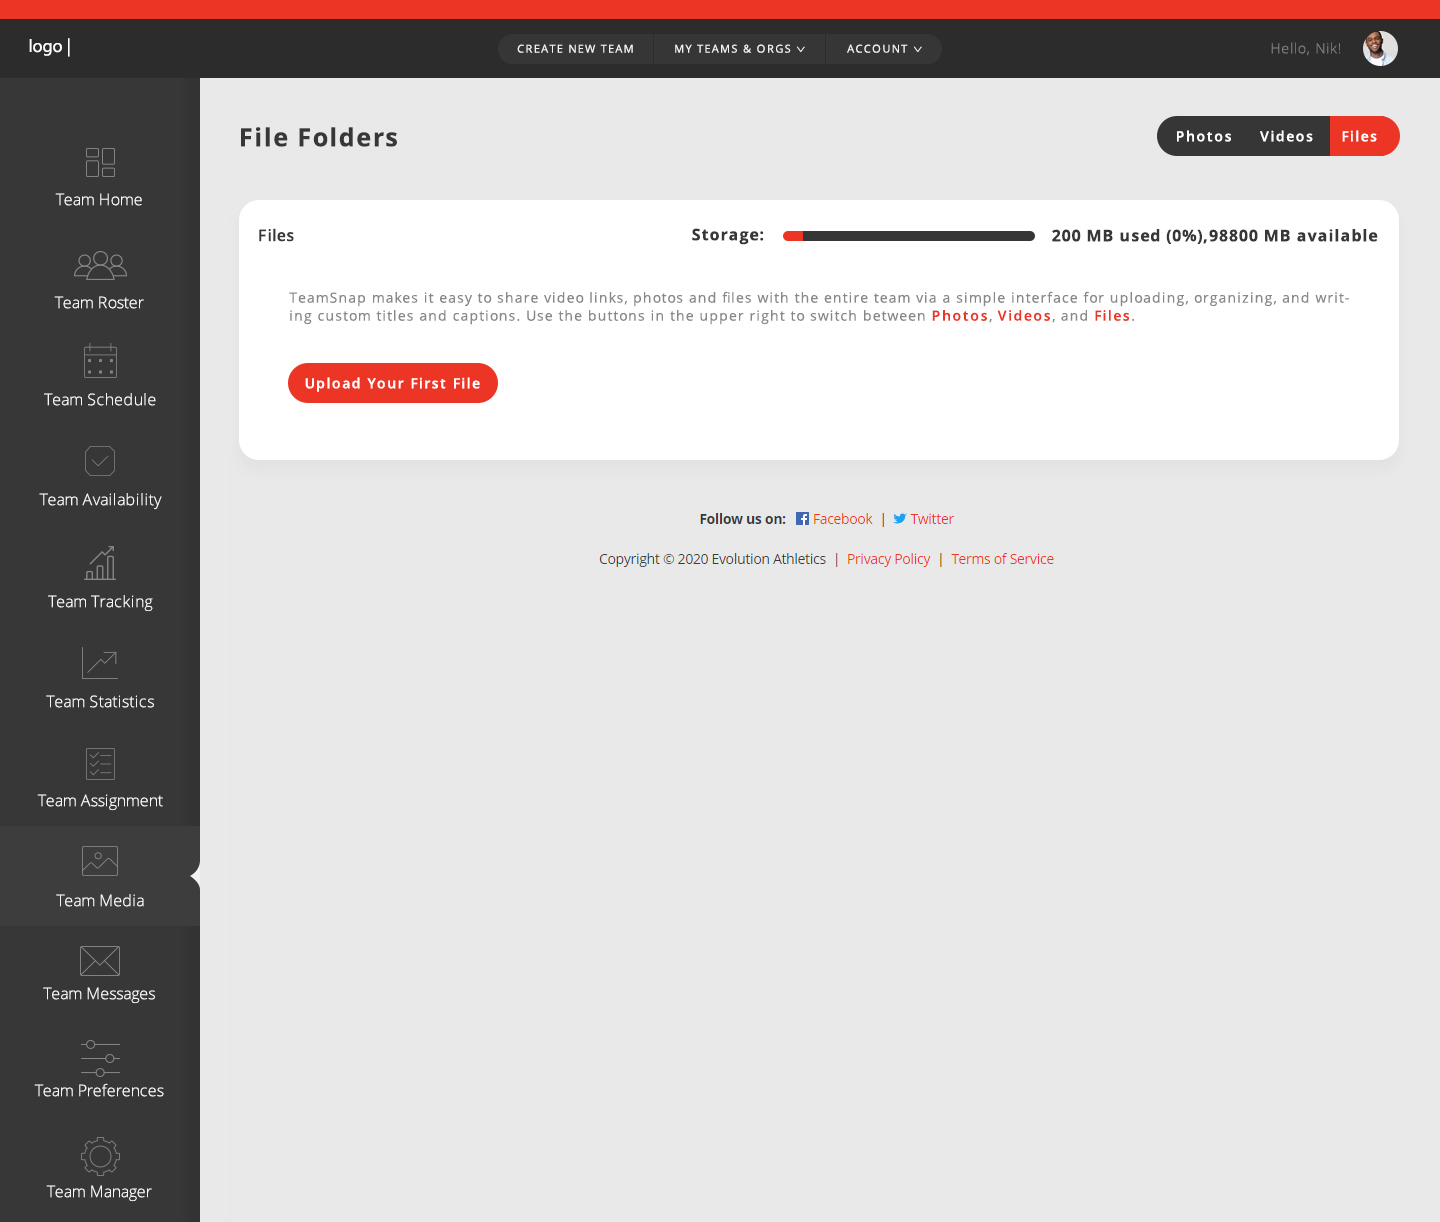 logo |
CREATE NEW TEAM
MY TEAMS & ORGS
ACCOUNT
Hello, Nik!
Team Home
Team Roster
Team Schedule
Team Availability
Team Tracking
Team Statistics
Team Assignment
Team Media
Team Messages
Team Preferences
Team Manager
File Folders
Photos
Videos
Files
Files
Storage:
200 MB used (0%),98800 MB available
TeamSnap makes it easy to share video links, photos and files with the entire team via a simple interface for uploading, organizing, and writ-
ing custom titles and captions. Use the buttons in the upper right to switch between Photos, Videos, and Files.
Upload Your First File
Follow us on: Facebook | Twitter
Copyright © 2020 Evolution Athletics | Privacy Policy | Terms of Service